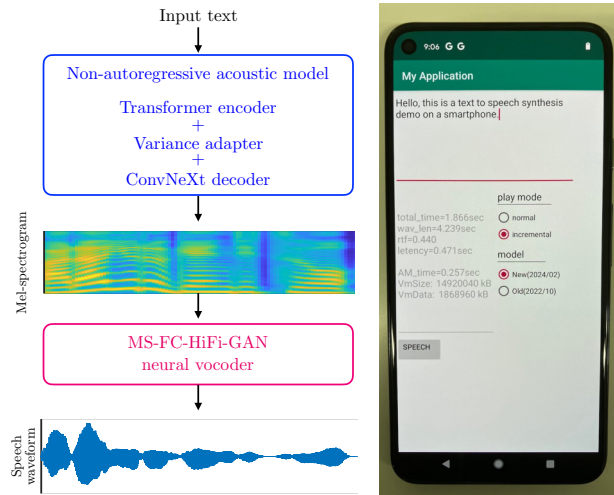 Input text
Non-autoregressive acoustic model
Transformer encoder
+
Variance adapter
+
ConvNeXt decoder
Mel-spectrogram
MS-FC-HiFi-GAN
neural vocoder
Speech
waveform
9:06 G G
My Application
Hello, this is a text to speech synthesis
demo on a smartphone.
play mode
normal
incremental
total_time=1.866sec
wav_len=4.239sec
rtf=0.440
letency=0.471sec
model
New(2024/02)
Old(2022/10)
AM_time=0.257sec
VmSize: 14920040 kB
VmData: 1868960 kB
SPEECH